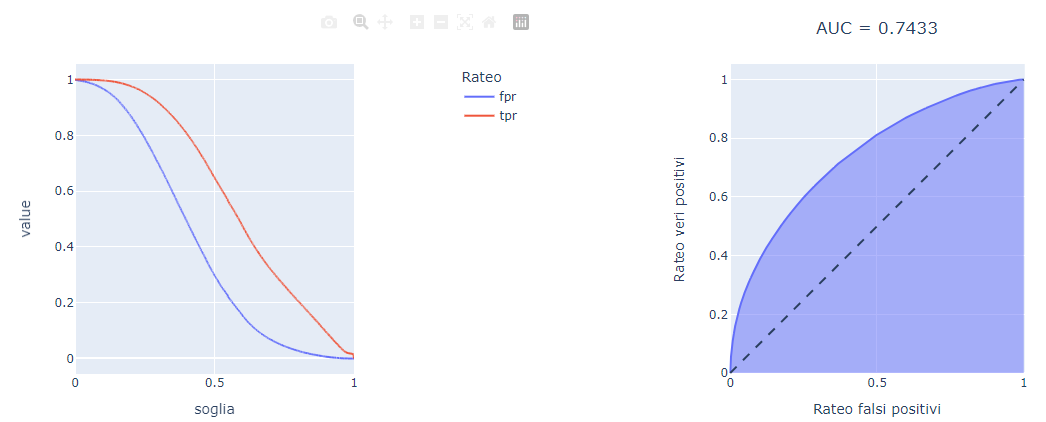 AUC = 0.7433
Rateo
fpr
tpr
1
0.8
0.6
0.4
0.2
0
value
0
0.5
1
soglia
1
0.8
0.6
0.4
0.2
0
Rateo veri positivi
0
0.5
1
Rateo falsi positivi